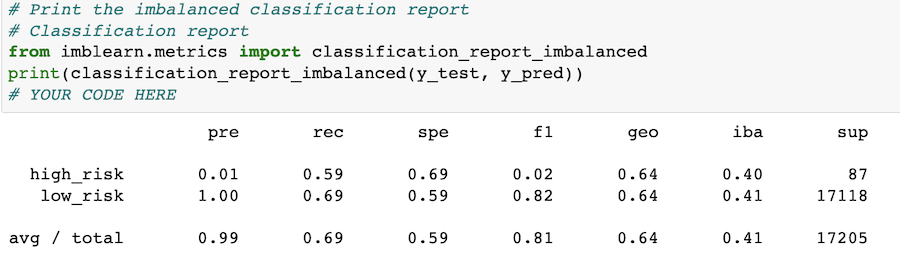 # Print the imbalanced classification report
# Classification report
from imblearn.metrics import classification_report_imbalanced
print(classification_report_imbalanced(y_test, y_pred))
# YOUR CODE HERE
pre rec spe f1 geo iba sup
high_risk 0.01 0.59 0.69 0.02 0.64 0.40 87
low_risk 1.00 0.69 0.59 0.82 0.64 0.41 17118
avg / total 0.99 0.69 0.59 0.81 0.64 0.41 17205